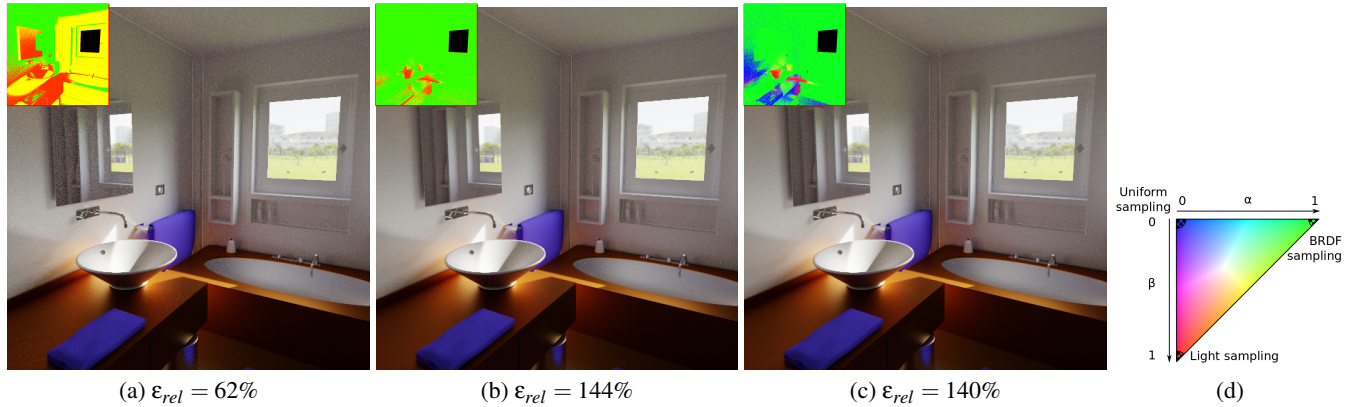 Uniform
sampling
0 α 1
0
BRDF
sampling
β
1
Light sampling
(a) ε_rel = 62%
(b) ε_rel = 144%
(c) ε_rel = 140%
(d)